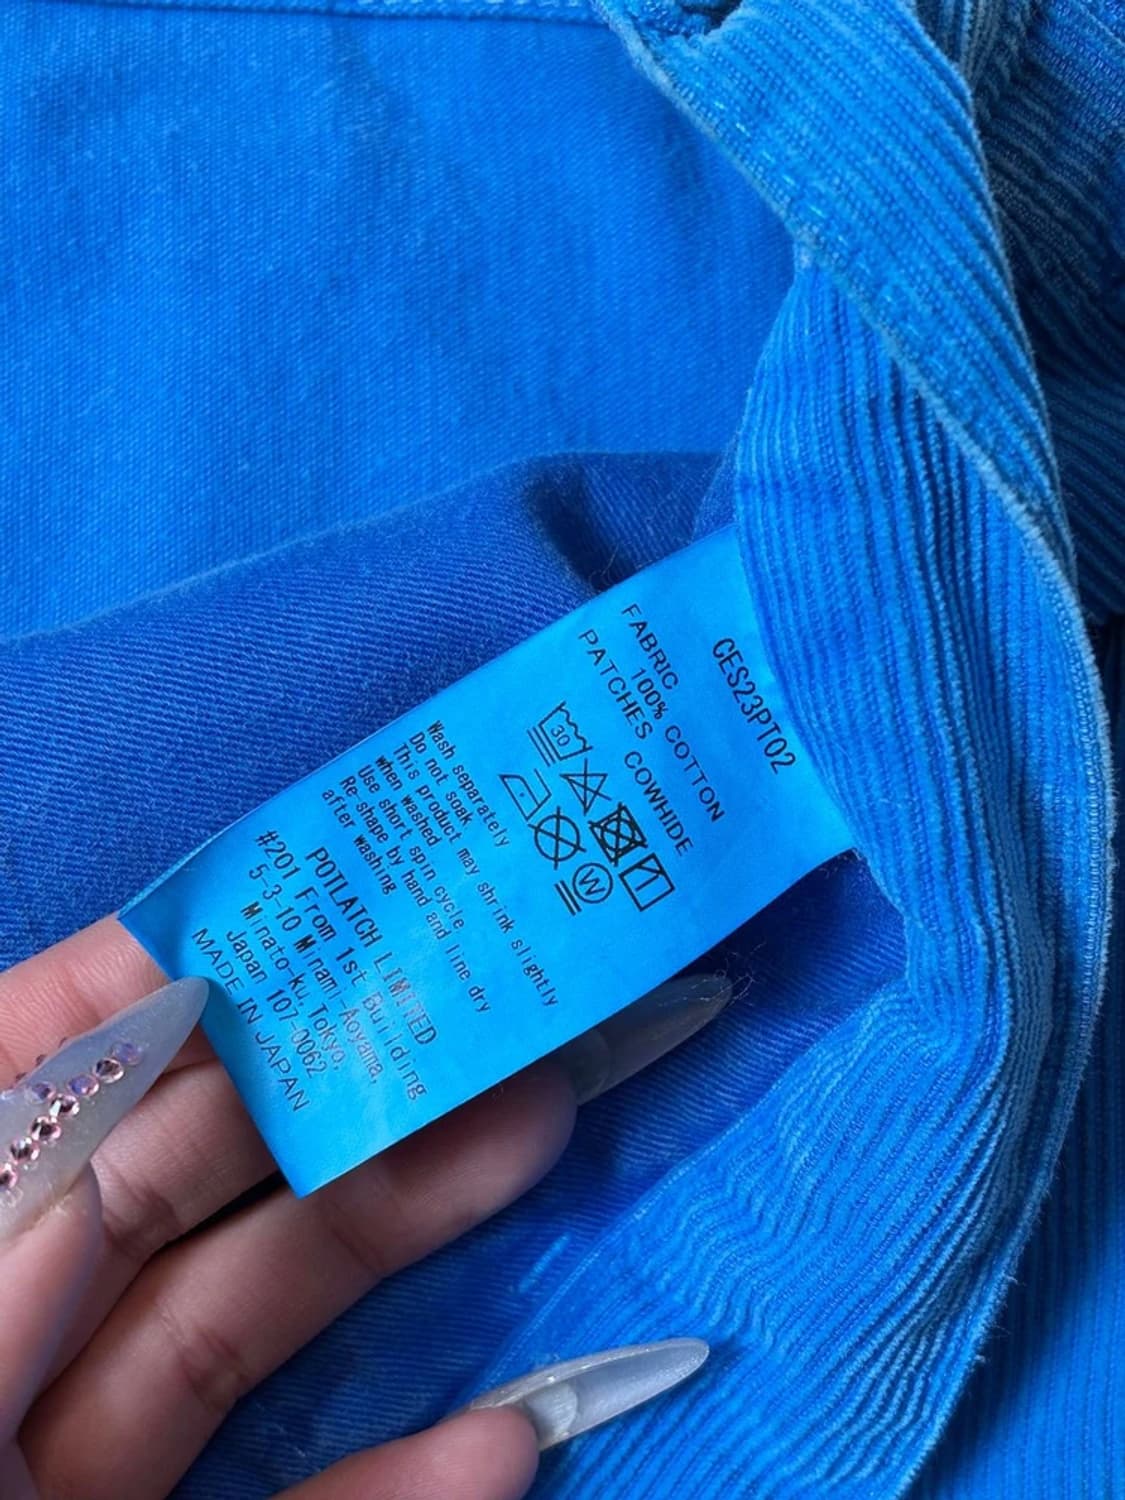 CES23PT02
FABRIC
100% COTTON
PATCHES COWHIDE
30
W
Wash separately
Do not soak
This product may shrink slightly
when washed
Use short spin cycle
Re-shape by hand and line dry
after washing
POTLATCH LIMITED
#201 From 1st Building
5-3-10 Minami-Aoyama,
Minato-ku, Tokyo,
Japan 107-0062
MADE IN JAPAN